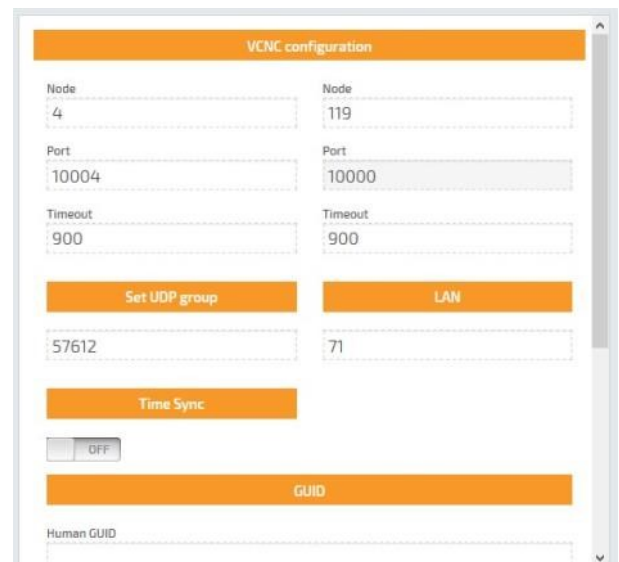 VCNC configuration
Node
Node
4
119
Port
Port
10004
10000
Timeout
Timeout
900
900
Set UDP group
LAN
57612
71
Time Sync
OFF
GUID
Human GUID